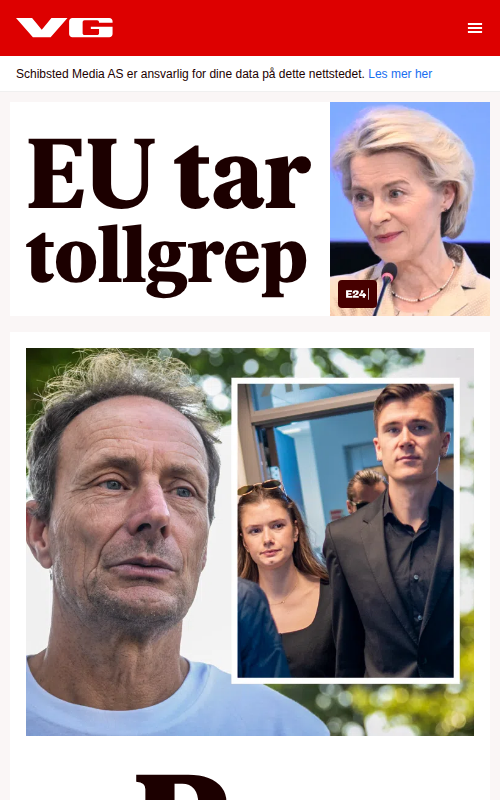 VG
Schibsted Media AS er ansvarlig for dine data på dette nettstedet. Les mer her
EU tar
tollgrep
E24